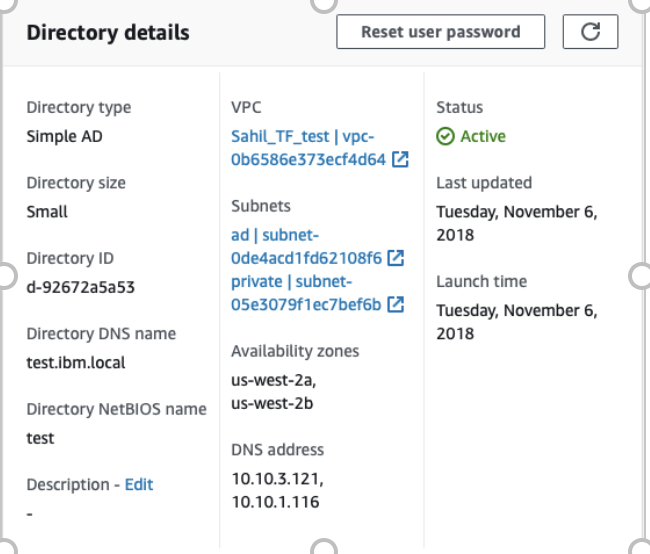 Directory details
Reset user password
Directory type
Simple AD
Directory size
Small
Directory ID
d-92672a5a53
Directory DNS name
test.ibm.local
Directory NetBIOS name
test
Description - Edit
-
VPC
Sahil_TF_test | vpc-
0b6586e373ecf4d64
Subnets
ad | subnet-
0de4acd1fd62108f6
private | subnet-
05e3079f1ec7bef6b
Availability zones
us-west-2a,
us-west-2b
DNS address
10.10.3.121,
10.10.1.116
Status
Active
Last updated
Tuesday, November 6,
2018
Launch time
Tuesday, November 6,
2018